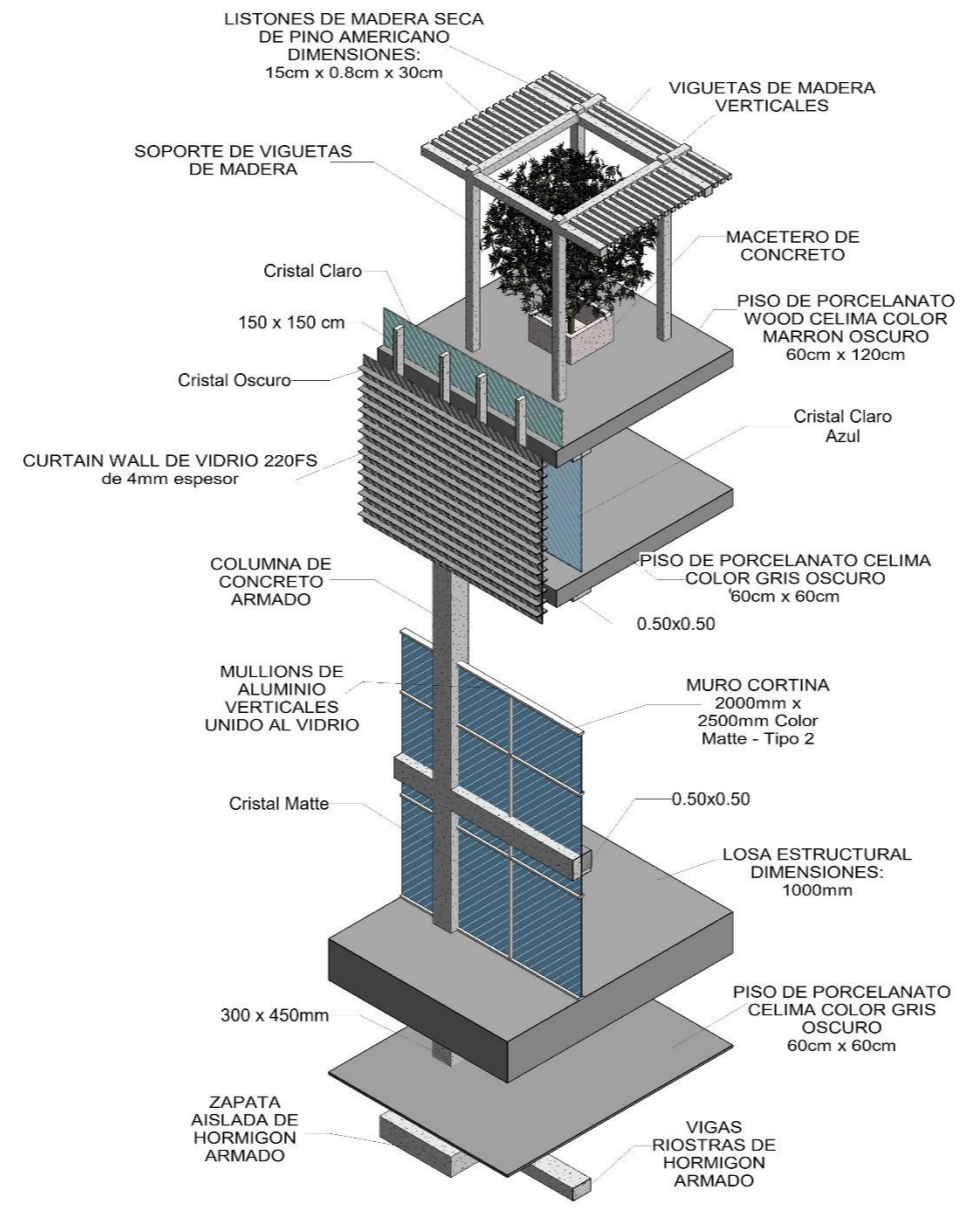 LISTONES DE MADERA SECA
DE PINO AMERICANO
DIMENSIONES:
15cm x 0.8cm x 30cm
VIGUETAS DE MADERA
VERTICALES
SOPORTE DE VIGUETAS
DE MADERA
MACETERO DE
CONCRETO
Cristal Claro
PISO DE PORCELANATO
WOOD CELIMA COLOR
MARRON OSCURO
60cm x 120cm
150 x 150 cm
Cristal Oscuro
Cristal Claro
Azul
CURTAIN WALL DE VIDRIO 220FS
de 4mm espesor
COLUMNA DE
CONCRETO
ARMADO
PISO DE PORCELANATO CELIMA
COLOR GRIS OSCURO
60cm x 60cm
0.50x0.50
MULLIONS DE
ALUMINIO
VERTICALES
UNIDO AL VIDRIO
MURO CORTINA
2000mm x
2500mm Color
Matte - Tipo 2
Cristal Matte
0.50x0.50
LOSA ESTRUCTURAL
DIMENSIONES:
1000mm
PISO DE PORCELANATO
CELIMA COLOR GRIS
OSCURO
60cm x 60cm
300 x 450mm
ZAPATA
AISLADA DE
HORMIGON
ARMADO
VIGAS
RIOSTRAS DE
HORMIGON
ARMADO